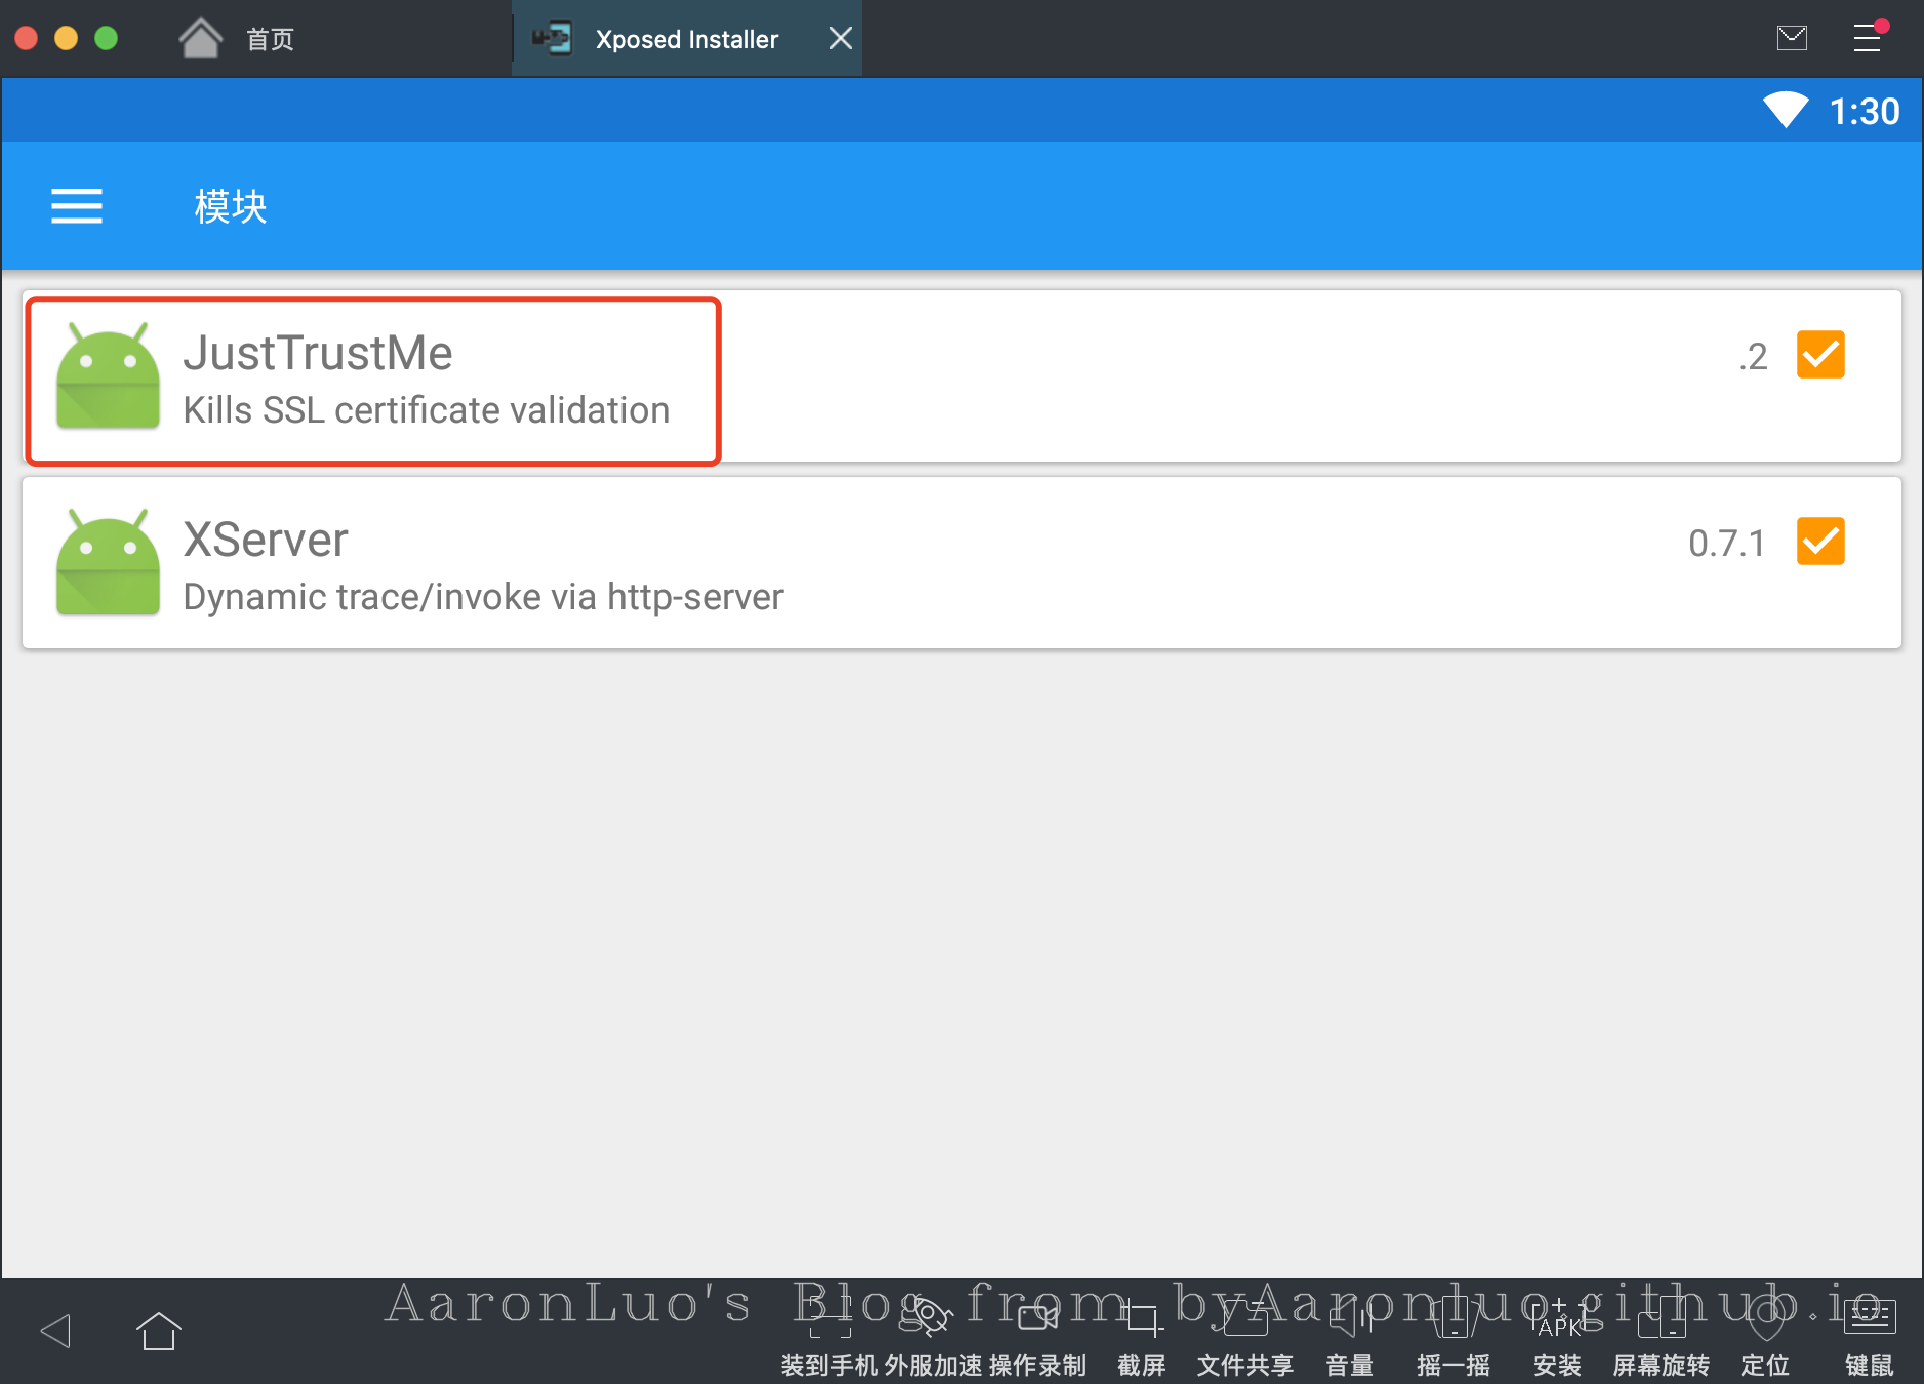 首页
Xposed Installer
1:30
模块
JustTrustMe
.2
Kills SSL certificate validation
XServer
0.7.1
Dynamic trace/invoke via http-server
AaronLuo's Blog from byAaronluo.github.io
APK
装到手机 外服加速 操作录制 截屏 文件共享 音量 摇一摇 安装 屏幕旋转 定位 键鼠